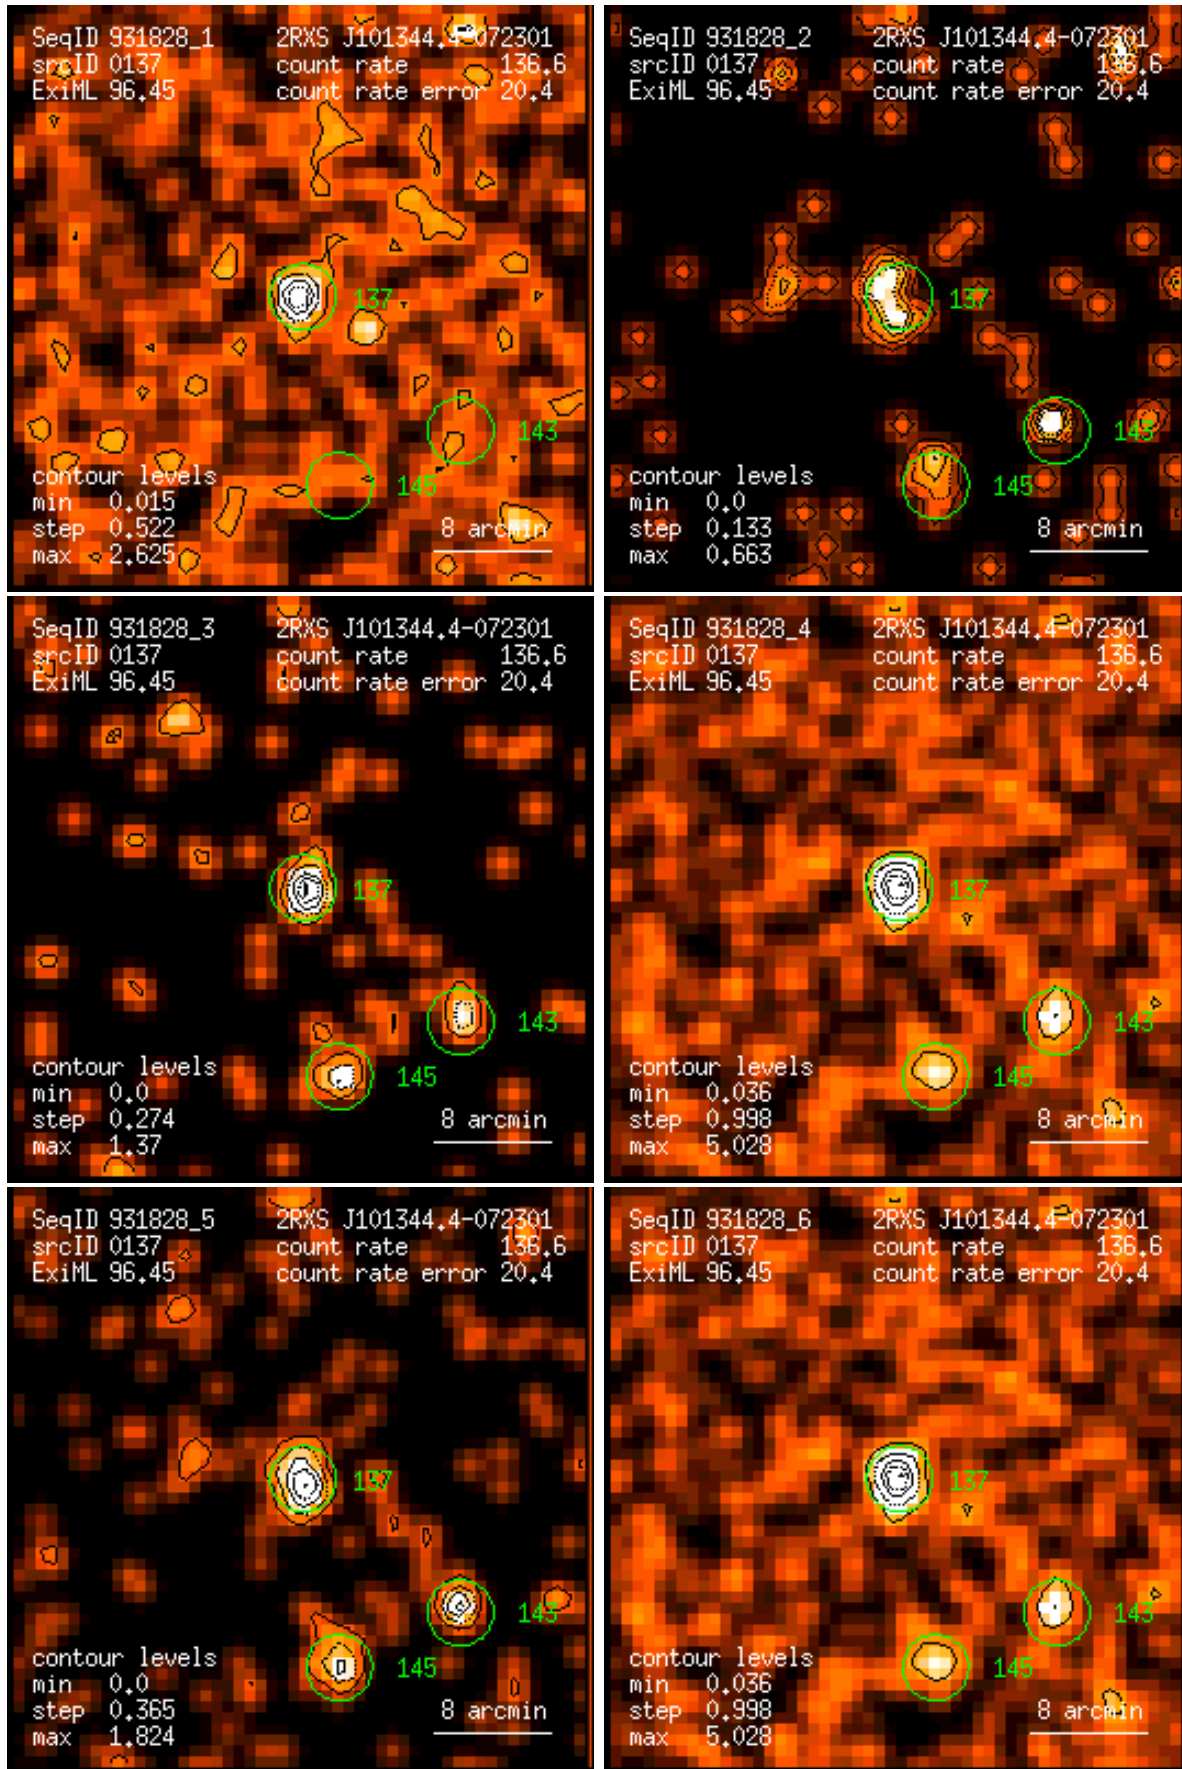 SeqID 931828_1 2RXS J101344.4-072301
srcID 0137 count rate 136.6
ExiML 96.45 count rate error 20.4
137
143
145
contour levels
min 0.015
step 0.522 8 arcmin
max 2.625
SeqID 931828_2 2RXS J101344.4-072301
srcID 0137 count rate 136.6
ExiML 96.45 count rate error 20.4
137
143
145
contour levels
min 0.0
step 0.133 8 arcmin
max 0.663
SeqID 931828_3 2RXS J101344.4-072301
srcID 0137 count rate 136.6
ExiML 96.45 count rate error 20.4
137
143
145
contour levels
min 0.0
step 0.274 8 arcmin
max 1.37
SeqID 931828_4 2RXS J101344.4-072301
srcID 0137 count rate 136.6
ExiML 96.45 count rate error 20.4
137
143
145
contour levels
min 0.036
step 0.998 8 arcmin
max 5.028
SeqID 931828_5 2RXS J101344.4-072301
srcID 0137 count rate 136.6
ExiML 96.45 count rate error 20.4
137
143
145
contour levels
min 0.0
step 0.365 8 arcmin
max 1.824
SeqID 931828_6 2RXS J101344.4-072301
srcID 0137 count rate 136.6
ExiML 96.45 count rate error 20.4
137
143
145
contour levels
min 0.036
step 0.998 8 arcmin
max 5.028